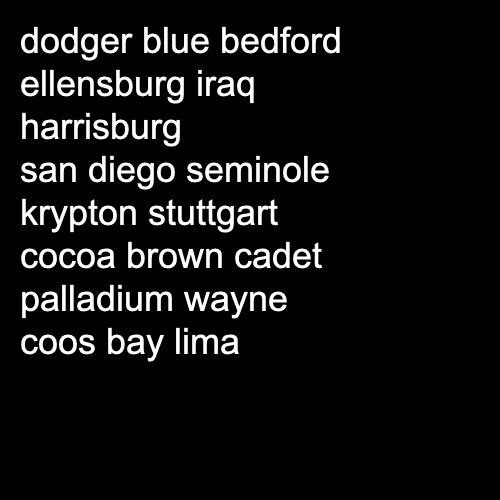 dodger blue bedford
ellensburg iraq
harrisburg
san diego seminole
krypton stuttgart
cocoa brown cadet
palladium wayne
coos bay lima